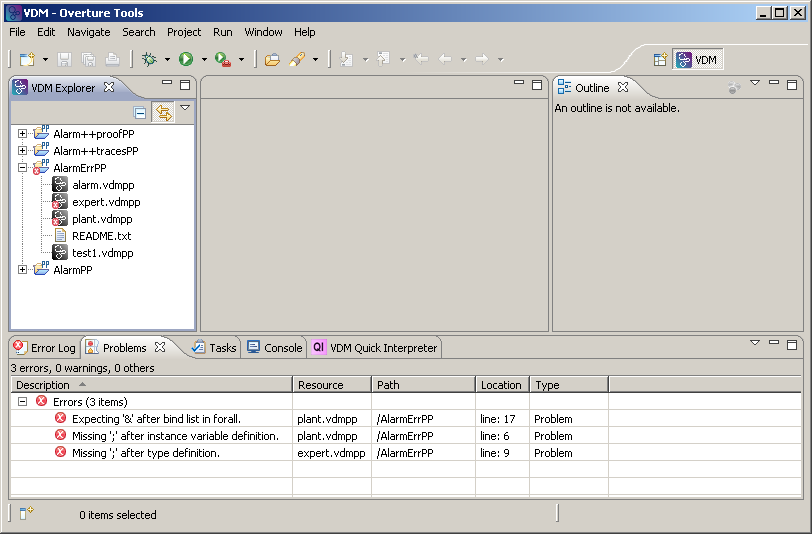 VDM - Overture Tools
File Edit Navigate Search Project Run Window Help
VDM
VDM Explorer
Alarm++proofPP
Alarm++tracesPP
AlarmErrPP
alarm.vdmpp
expert.vdmpp
plant.vdmpp
README.txt
test1.vdmpp
AlarmPP
Outline
An outline is not available.
Error Log Problems Tasks Console QI VDM Quick Interpreter
3 errors, 0 warnings, 0 others
Description Resource Path Location Type
Errors (3 items)
Expecting '&' after bind list in forall. plant.vdmpp /AlarmErrPP line: 17 Problem
Missing ';' after instance variable definition. plant.vdmpp /AlarmErrPP line: 6 Problem
Missing ';' after type definition. expert.vdmpp /AlarmErrPP line: 9 Problem
0 items selected